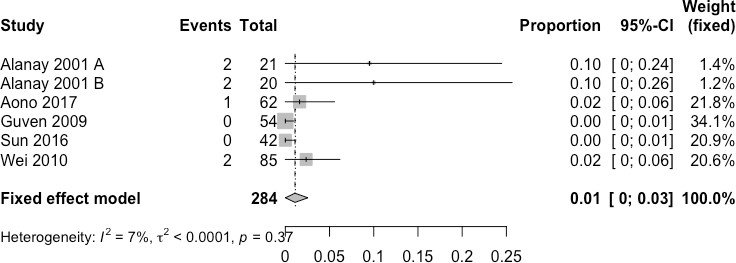 Weight
Study Events Total Proportion 95%-CI (fixed)
Alanay 2001 A 2 21 0.10 [ 0; 0.24] 1.4%
Alanay 2001 B 2 20 0.10 [ 0; 0.26] 1.2%
Aono 2017 1 62 0.02 [ 0; 0.06] 21.8%
Guven 2009 0 54 0.00 [ 0; 0.01] 34.1%
Sun 2016 0 42 0.00 [ 0; 0.01] 20.9%
Wei 2010 2 85 0.02 [ 0; 0.06] 20.6%
Fixed effect model 284 0.01 [ 0; 0.03] 100.0%
Heterogeneity: I² = 7%, τ² < 0.0001, p = 0.37
0 0.05 0.1 0.15 0.2 0.25